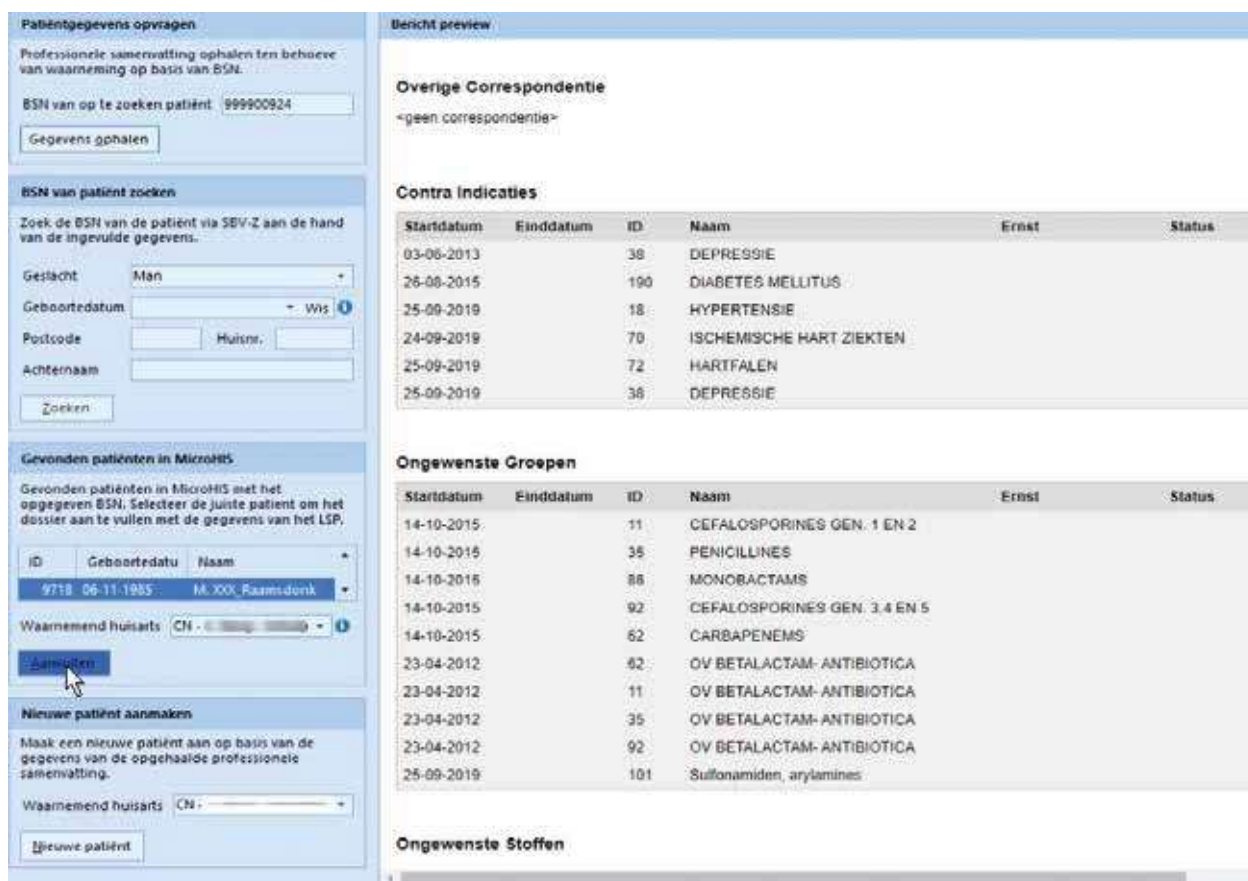 Patiëntgegevens opvragen
Professionele samenvatting ophalen ten behoeve
van waarneming op basis van BSN.
BSN van op te zoeken patiënt 999900924
Gegevens ophalen
BSN van patiënt zoeken
Zoek de BSN van de patiënt via SBV-Z aan de hand
van de ingevulde gegevens.
Geslacht Man
Geboortedatum Wis
Postcode Huisnr.
Achternaam
Zoeken
Gevonden patiënten in MicroHIS
Gevonden patiënten in MicroHIS met het
opgegeven BSN. Selecteer de juiste patient om het
dossier aan te vullen met de gegevens van het LSP.
ID Geboortedatu Naam
9718 06-11-1985 M. XXX_Raamsdonk
Waarnemend huisarts CN -
Aanvullen
Nieuwe patiënt aanmaken
Maak een nieuwe patiënt aan op basis van de
gegevens van de opgehaalde professionele
samenvatting.
Waarnemend huisarts CN -
Nieuwe patiënt
Bericht preview
Overige Correspondentie
<geen correspondentie>
Contra Indicaties
Startdatum Einddatum ID Naam Ernst Status
03-06-2013 38 DEPRESSIE
26-08-2015 190 DIABETES MELLITUS
25-09-2019 18 HYPERTENSIE
24-09-2019 70 ISCHEMISCHE HART ZIEKTEN
25-09-2019 72 HARTFALEN
25-09-2019 38 DEPRESSIE
Ongewenste Groepen
Startdatum Einddatum ID Naam Ernst Status
14-10-2015 11 CEFALOSPORINES GEN. 1 EN 2
14-10-2015 35 PENICILLINES
14-10-2015 86 MONOBACTAMS
14-10-2015 92 CEFALOSPORINES GEN. 3,4 EN 5
14-10-2015 62 CARBAPENEMS
23-04-2012 62 OV BETALACTAM- ANTIBIOTICA
23-04-2012 11 OV BETALACTAM- ANTIBIOTICA
23-04-2012 35 OV BETALACTAM- ANTIBIOTICA
23-04-2012 92 OV BETALACTAM- ANTIBIOTICA
25-09-2019 101 Sulfonamiden, arylamines
Ongewenste Stoffen